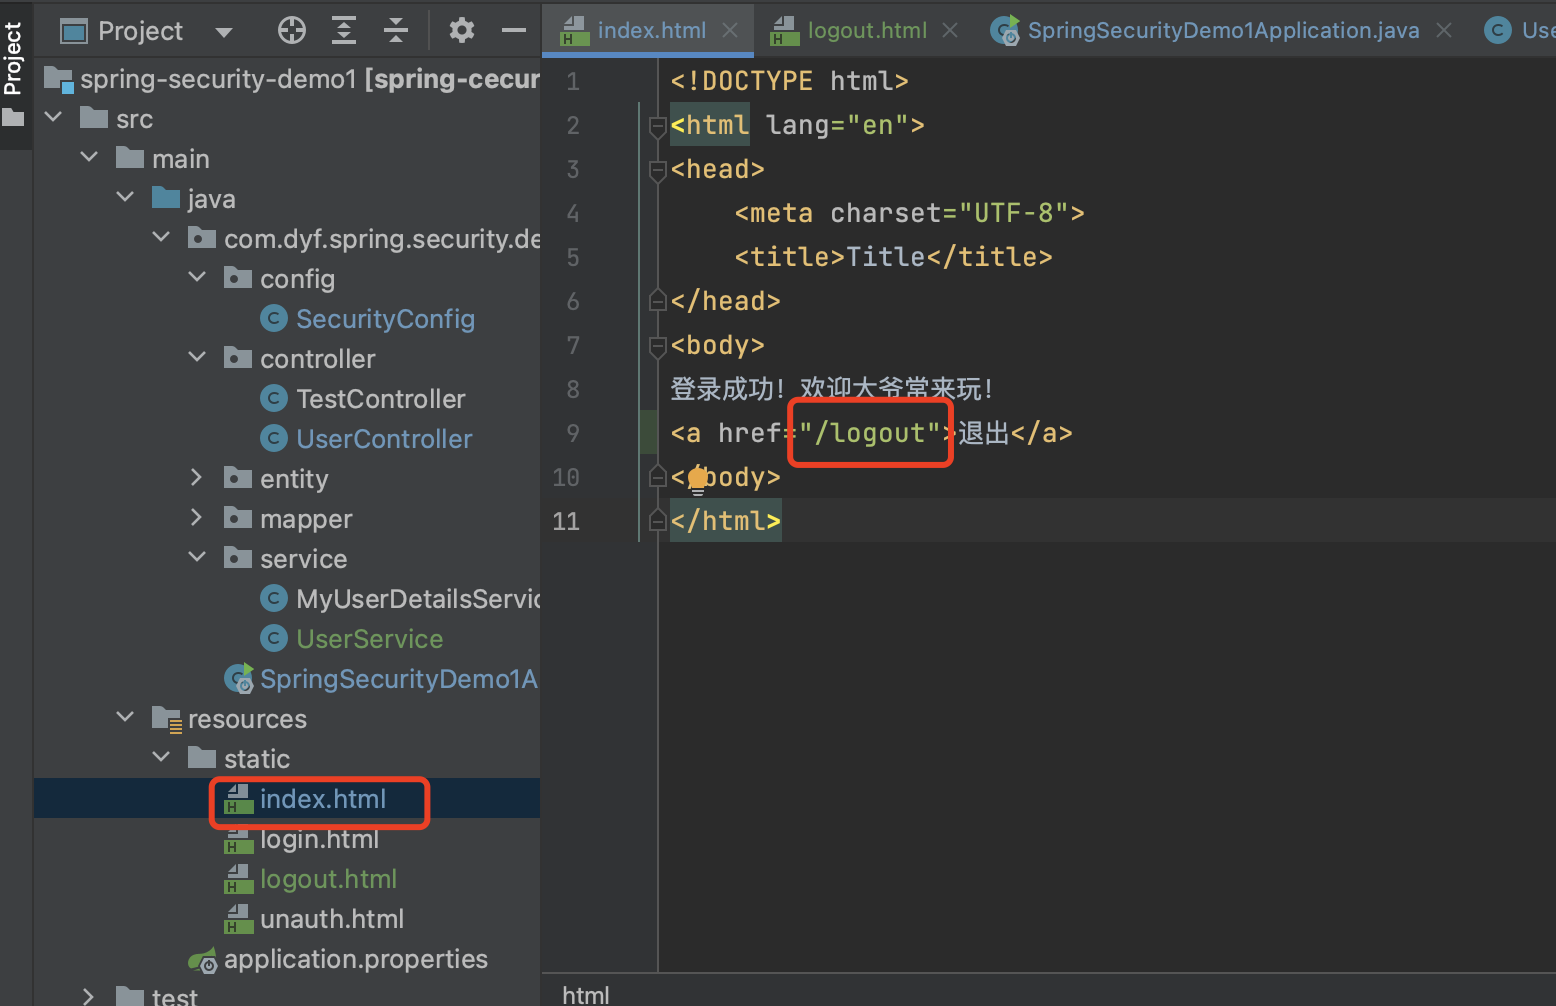 Project
Project
spring-security-demo1 [spring-cecur
src
main
java
com.dyf.spring.security.de
config
SecurityConfig
controller
TestController
UserController
entity
mapper
service
MyUserDetailsServic
UserService
SpringSecurityDemo1A
resources
static
index.html
login.html
logout.html
unauth.html
application.properties
test
index.html
logout.html
SpringSecurityDemo1Application.java
Use
1 <!DOCTYPE html>
2 <html lang="en">
3 <head>
4 <meta charset="UTF-8">
5 <title>Title</title>
6 </head>
7 <body>
8 登录成功！欢迎大爷常来玩！
9 <a href="/logout">退出</a>
10 </body>
11 </html>
html